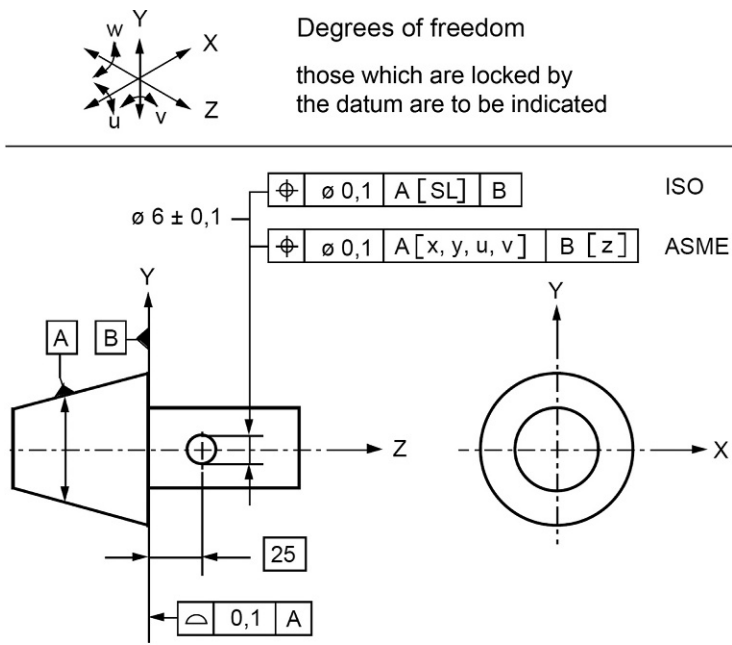 Degrees of freedom
those which are locked by
the datum are to be indicated
w
Y
X
Z
u
v
⌖ ø 0,1 A [SL] B
ISO
ø 6 ± 0,1
⌖ ø 0,1 A [x, y, u, v] B [z]
ASME
Y
Y
A
B
Z
X
25
⌓ 0,1 A